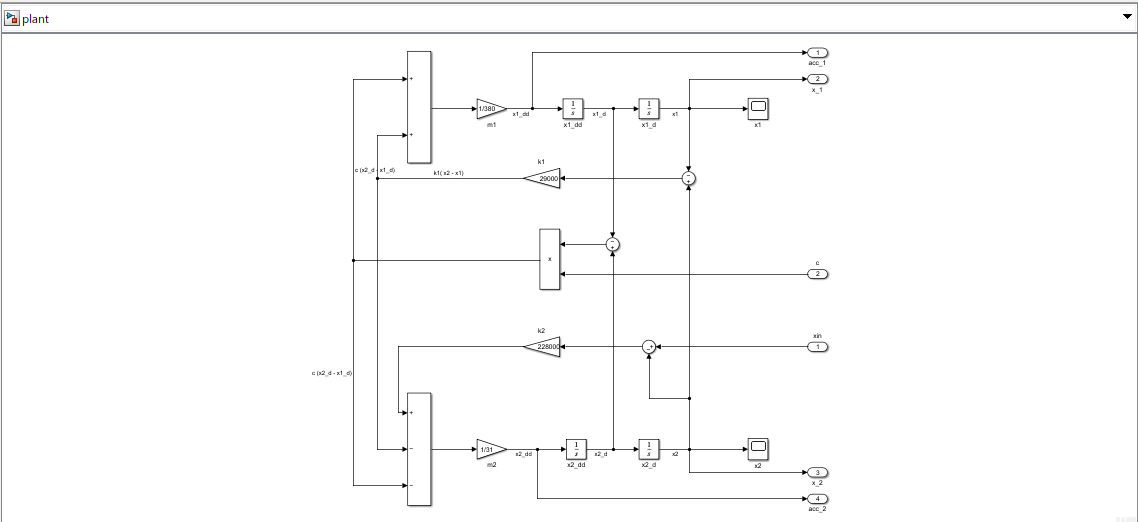 plant
1
acc_1
2
x_1
+
1/380
m1
x1_dd
1
s
x1_dd
x1_d
1
s
x1_d
x1
x1
+
c (x2_d - x1_d)
k1( x2 - x1)
k1
29000
−
+
−
+
x
c
2
k2
228000
− +
xin
1
c (x2_d - x1_d)
+
−
−
1/31
m2
x2_dd
1
s
x2_dd
x2_d
1
s
x2_d
x2
x2
3
x_2
4
acc_2